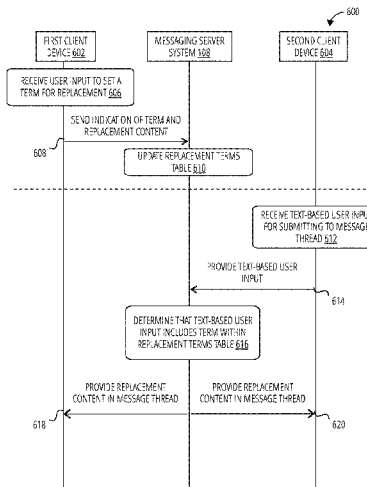 600
FIRST CLIENT
DEVICE 602
MESSAGING SERVER
SYSTEM 108
SECOND CLIENT
DEVICE 604
RECEIVE USER INPUT TO SET A
TERM FOR REPLACEMENT 606
SEND INDICATION OF TERM AND
REPLACEMENT CONTENT
608
UPDATE REPLACEMENT TERMS
TABLE 610
RECEIVE TEXT-BASED USER INPU
FOR SUBMITTING TO MESSAGE
THREAD 612
PROVIDE TEXT-BASED USER
INPUT
614
DETERMINE THAT TEXT-BASED USER
INPUT INCLUDES TERM WITHIN
REPLACEMENT TERMS TABLE 616
PROVIDE REPLACEMENT
CONTENT IN MESSAGE THREAD
PROVIDE REPLACEMENT
CONTENT IN MESSAGE THREAD
618
620